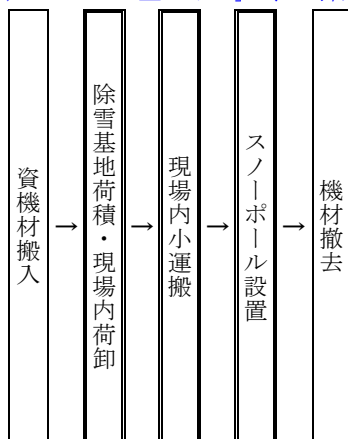 資機材搬入
→
除雪基地荷積・現場内荷卸
→
現場内小運搬
→
スノーポール設置
→
機材撤去